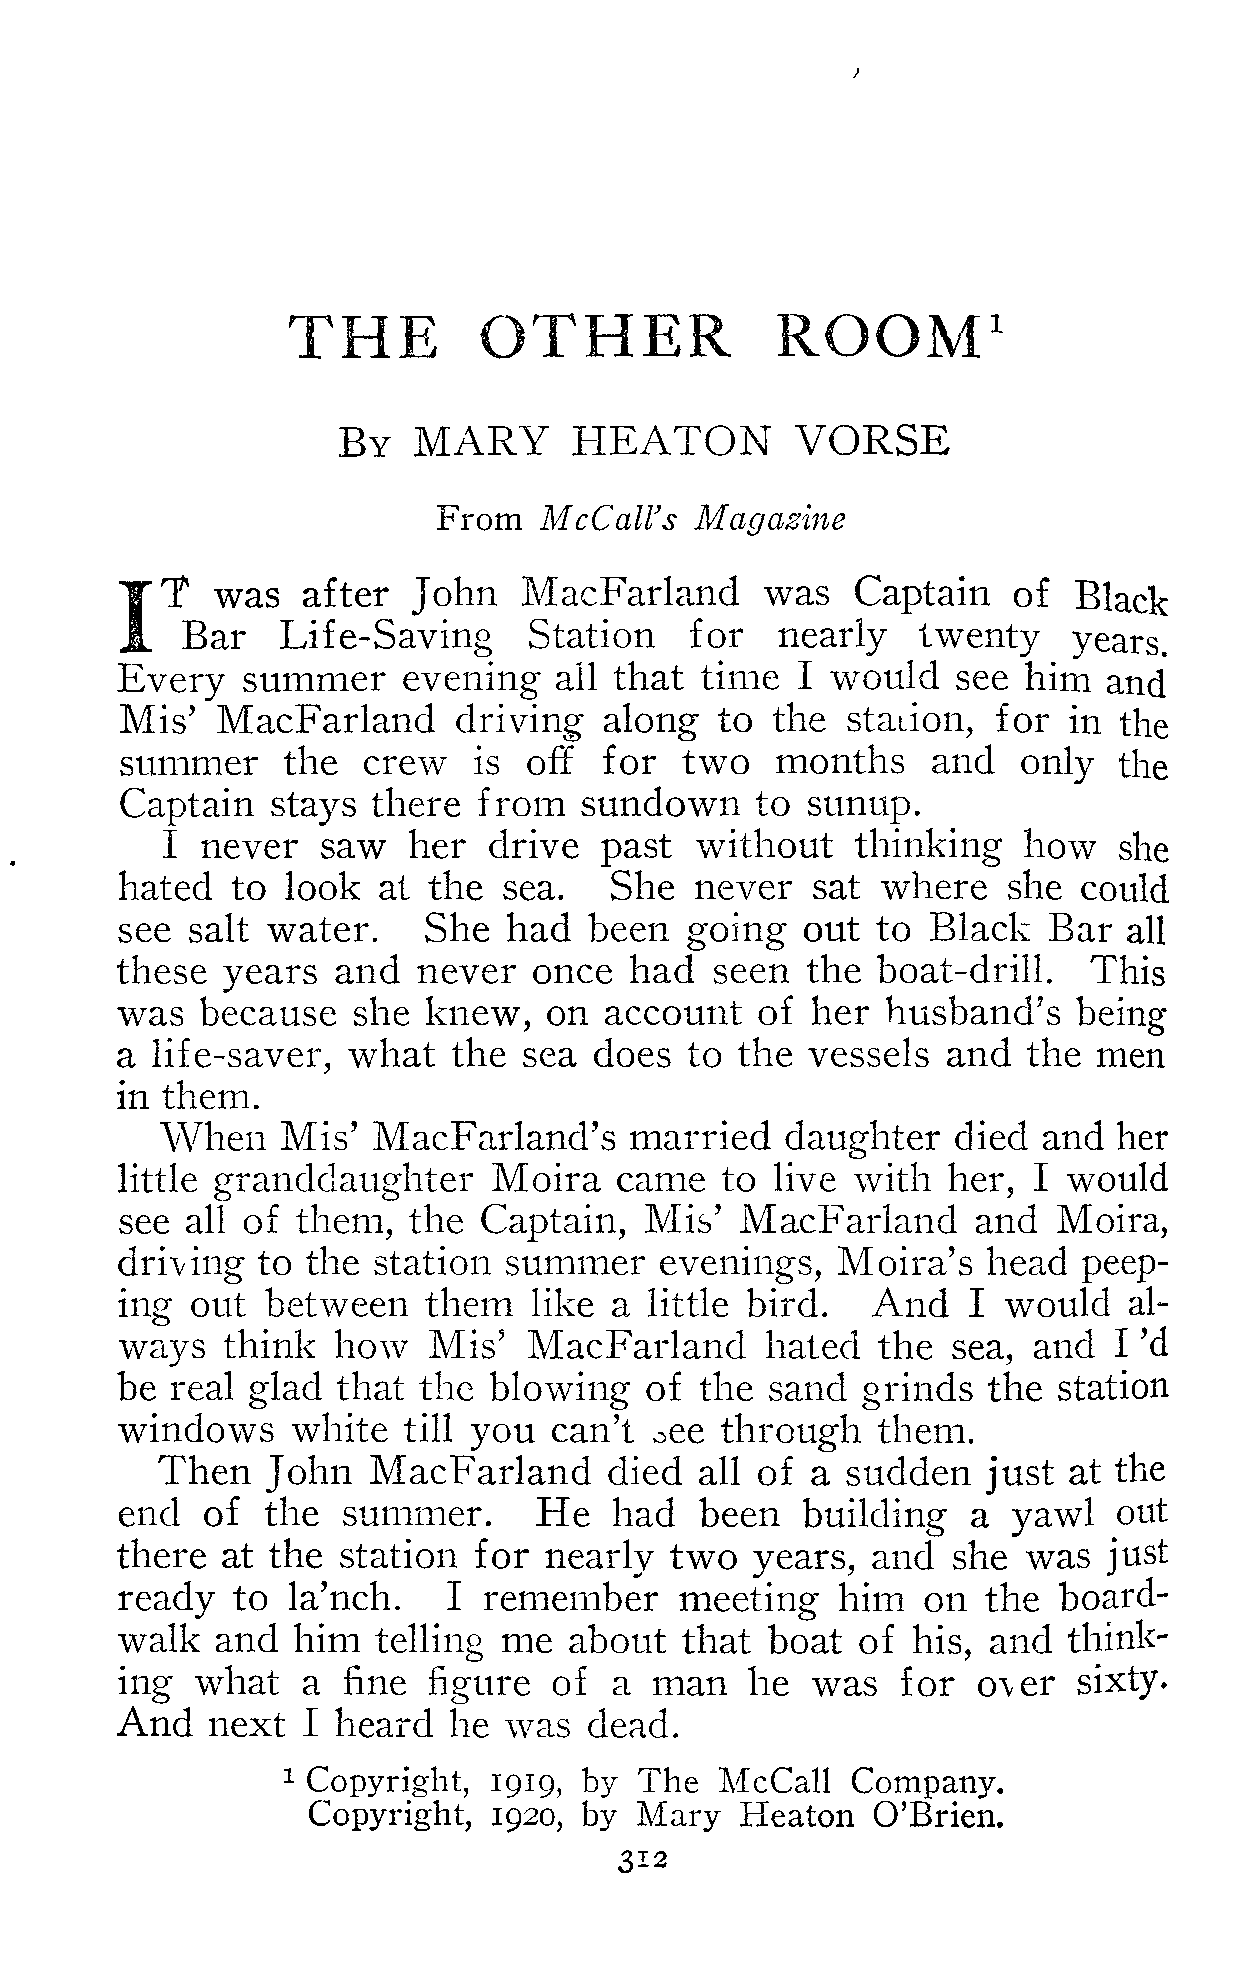 THE OTHER ROOM¹
By MARY HEATON VORSE
From McCall's Magazine
IT was after John MacFarland was Captain of Black
Bar Life-Saving Station for nearly twenty years.
Every summer evening all that time I would see him and
Mis' MacFarland driving along to the station, for in the
summer the crew is off for two months and only the
Captain stays there from sundown to sunup.
I never saw her drive past without thinking how she
hated to look at the sea. She never sat where she could
see salt water. She had been going out to Black Bar all
these years and never once had seen the boat-drill. This
was because she knew, on account of her husband's being
a life-saver, what the sea does to the vessels and the men
in them.
When Mis' MacFarland's married daughter died and her
little granddaughter Moira came to live with her, I would
see all of them, the Captain, Mis' MacFarland and Moira,
driving to the station summer evenings, Moira's head peep-
ing out between them like a little bird. And I would al-
ways think how Mis' MacFarland hated the sea, and I 'd
be real glad that the blowing of the sand grinds the station
windows white till you can't see through them.
Then John MacFarland died all of a sudden just at the
end of the summer. He had been building a yawl out
there at the station for nearly two years, and she was just
ready to la'nch. I remember meeting him on the board-
walk and him telling me about that boat of his, and think-
ing what a fine figure of a man he was for over sixty.
And next I heard he was dead.
¹ Copyright, 1919, by The McCall Company.
Copyright, 1920, by Mary Heaton O'Brien.
312